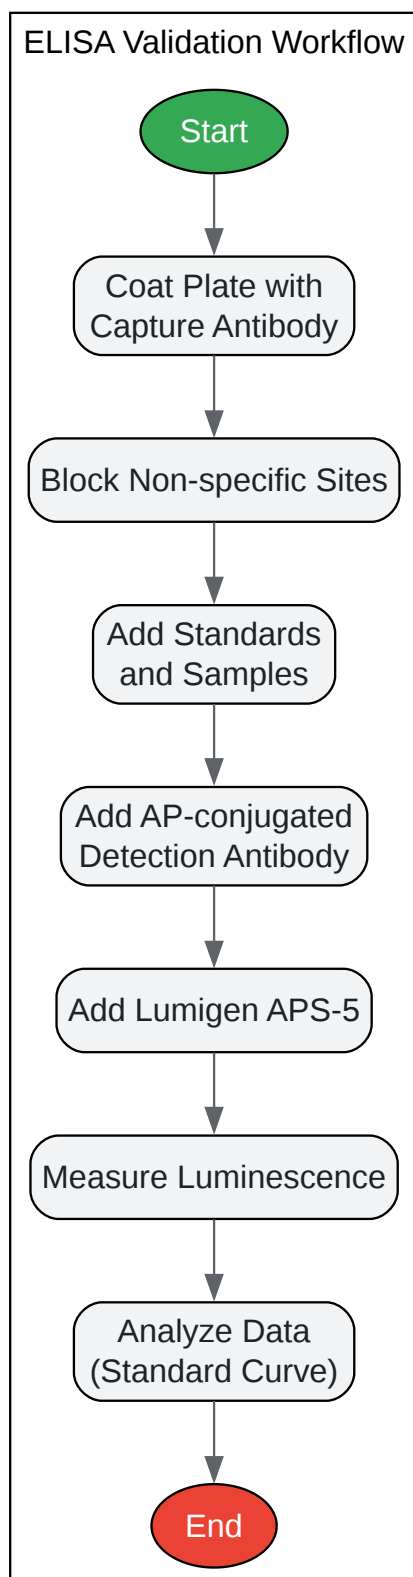 ELISA Validation Workflow
Start
Coat Plate with
Capture Antibody
Block Non-specific Sites
Add Standards
and Samples
Add AP-conjugated
Detection Antibody
Add Lumigen APS-5
Measure Luminescence
Analyze Data
(Standard Curve)
End